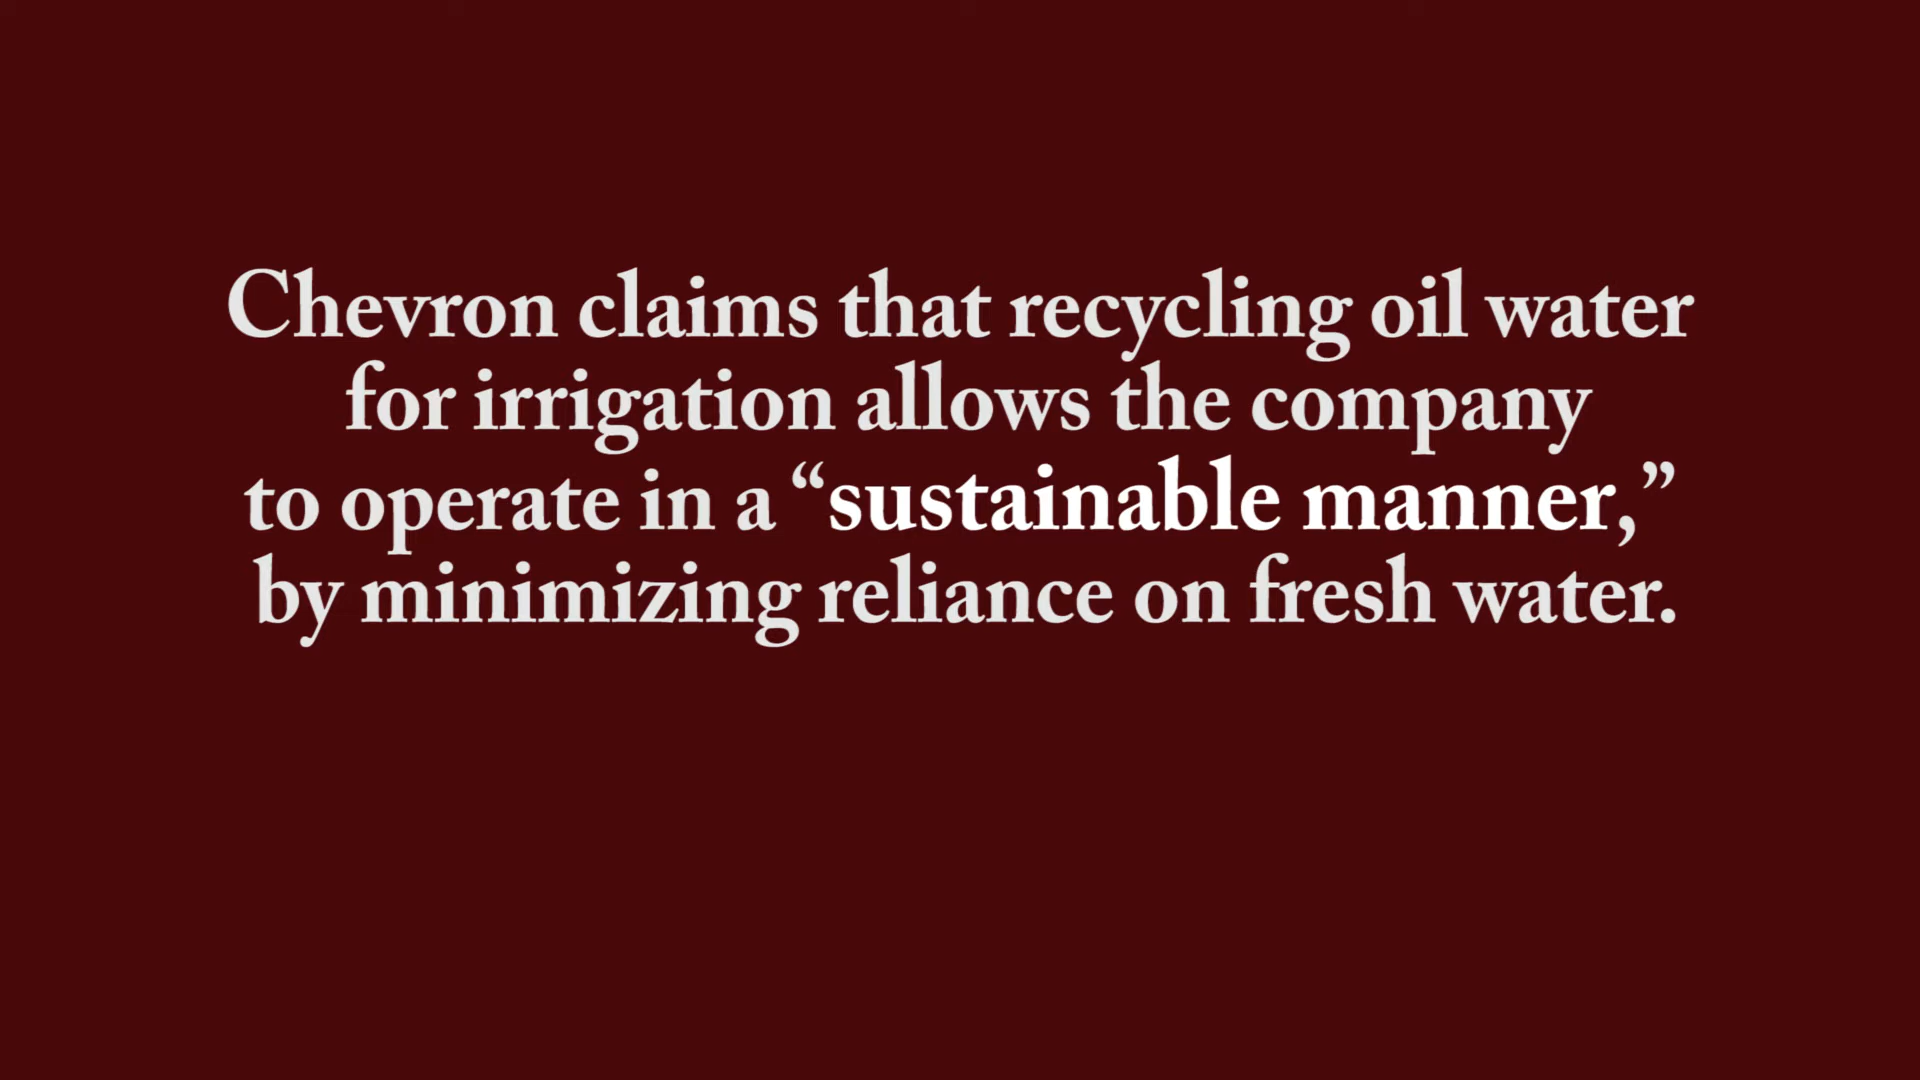 Chevron claims that recycling oil water
for irrigation allows the company
to operate in a “sustainable manner,”
by minimizing reliance on fresh water.